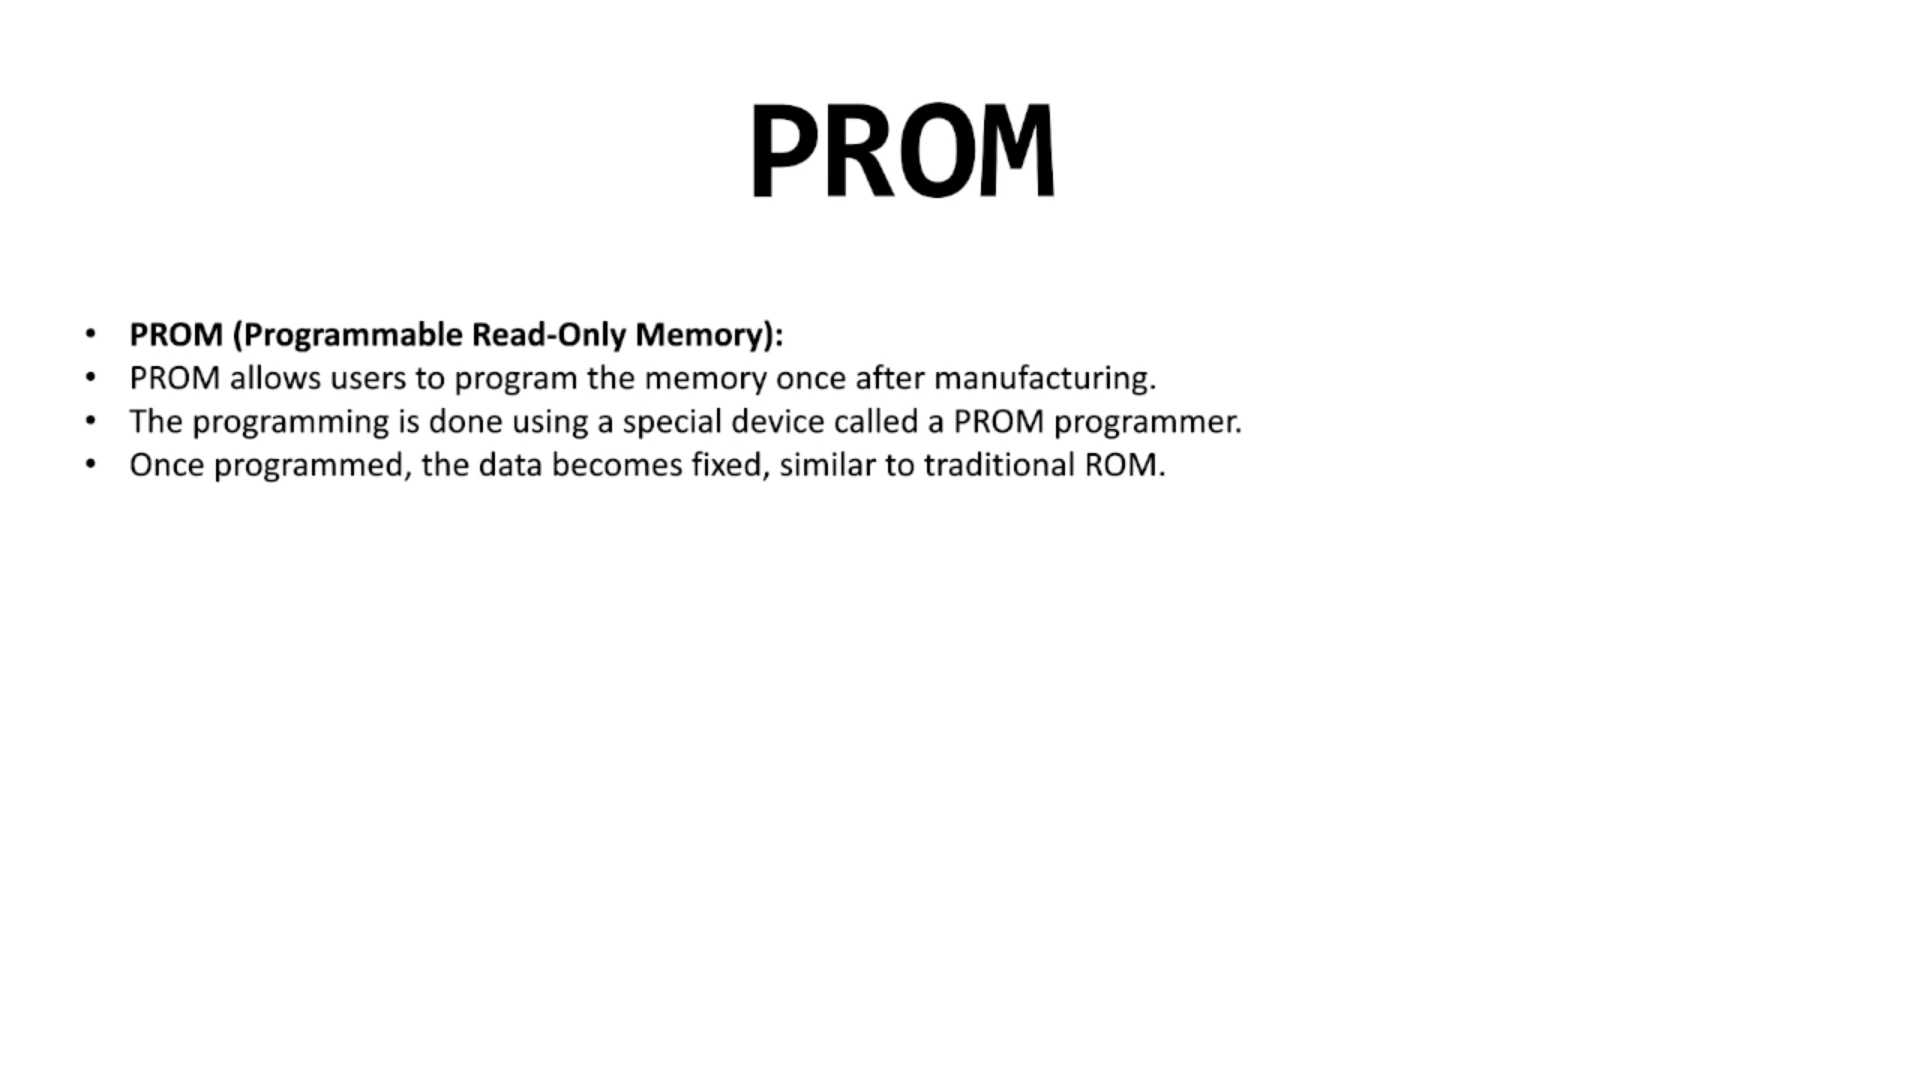 PROM
• PROM (Programmable Read-Only Memory):
• PROM allows users to program the memory once after manufacturing.
• The programming is done using a special device called a PROM programmer.
• Once programmed, the data becomes fixed, similar to traditional ROM.